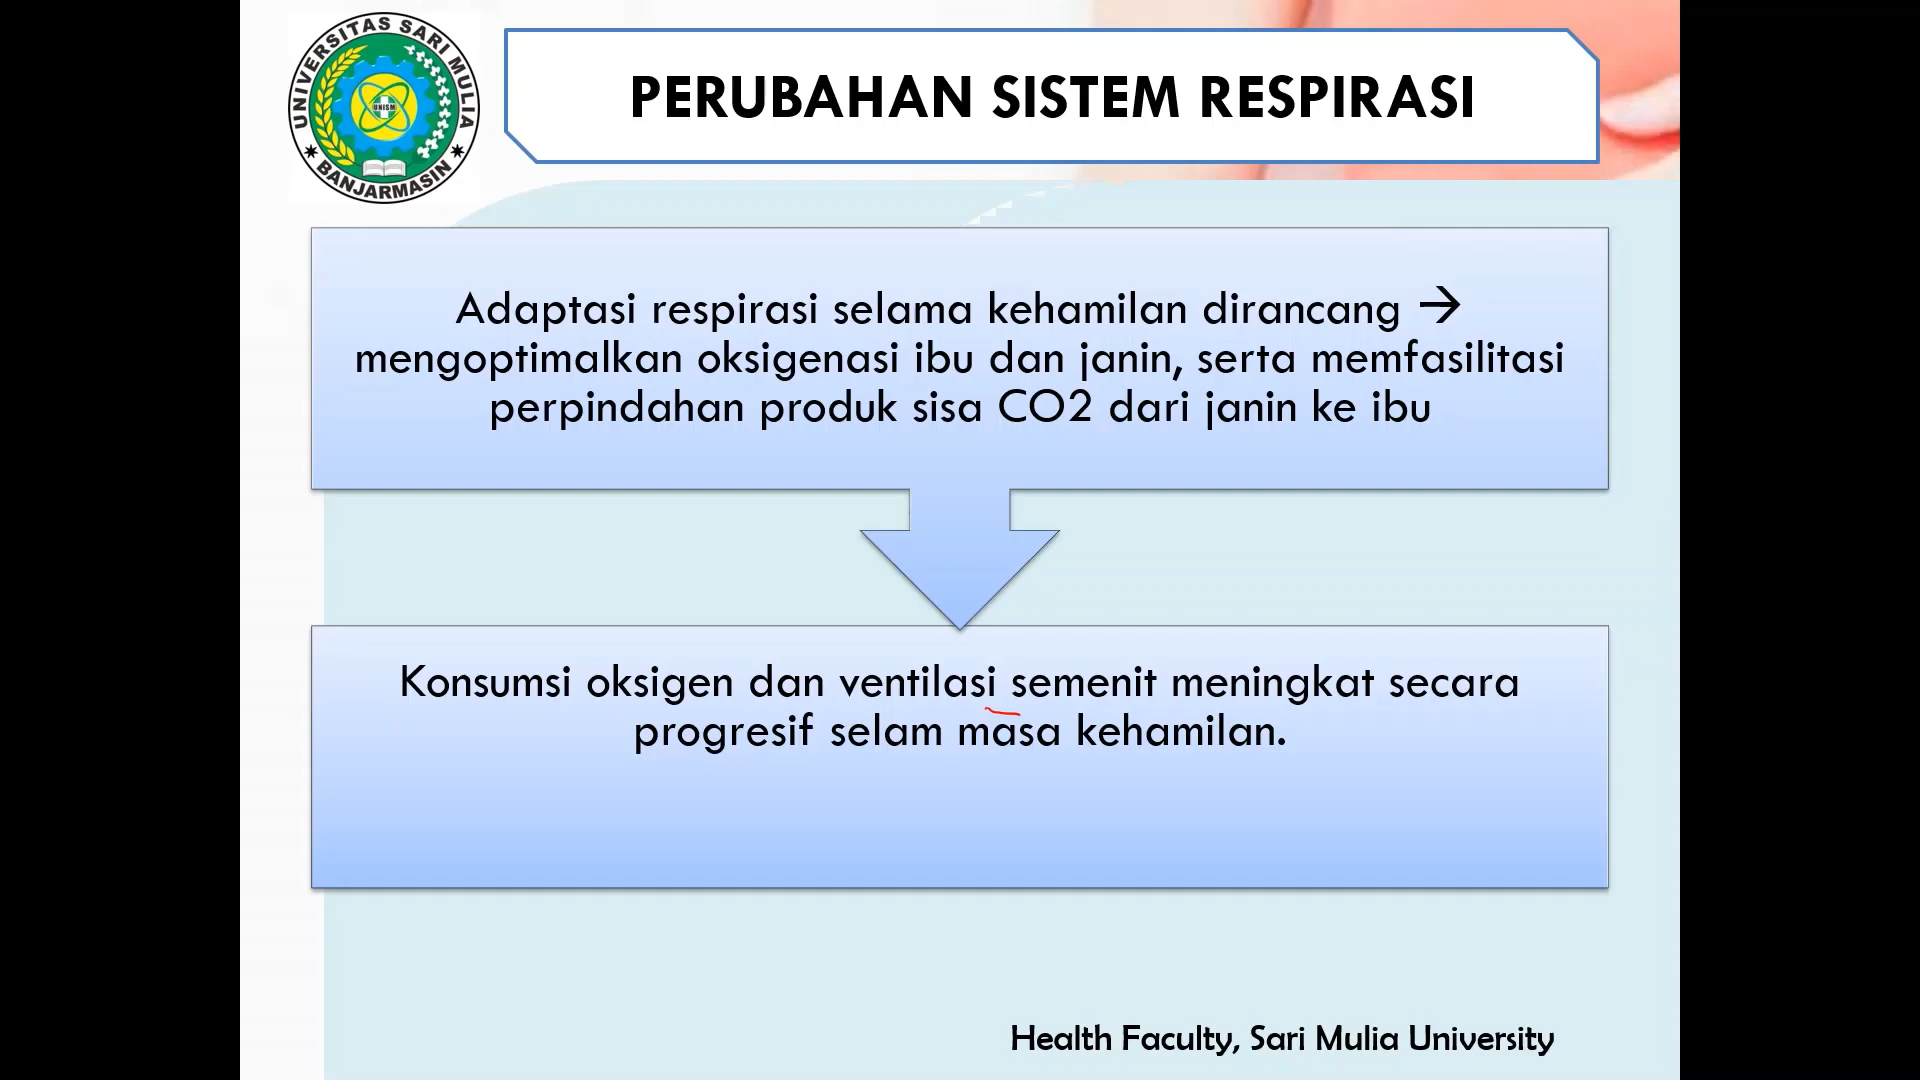 UNIVERSITAS SARI MULIA
UNISM
BANJARMASIN
PERUBAHAN SISTEM RESPIRASI
Adaptasi respirasi selama kehamilan dirancang →
mengoptimalkan oksigenasi ibu dan janin, serta memfasilitasi
perpindahan produk sisa CO2 dari janin ke ibu
Konsumsi oksigen dan ventilasi semenit meningkat secara
progresif selam masa kehamilan.
Health Faculty, Sari Mulia University